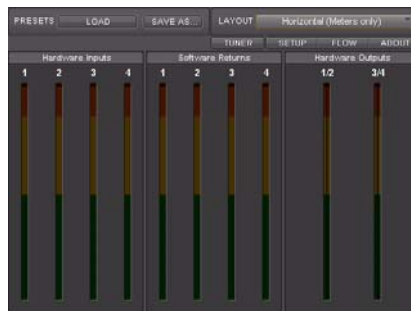 PRESETS LOAD SAVE AS... LAYOUT Horizontal (Meters only)
TUNER SETUP FLOW ABOUT
Hardware Inputs Software Returns Hardware Outputs
1 2 3 4 1 2 3 4 1/2 3/4